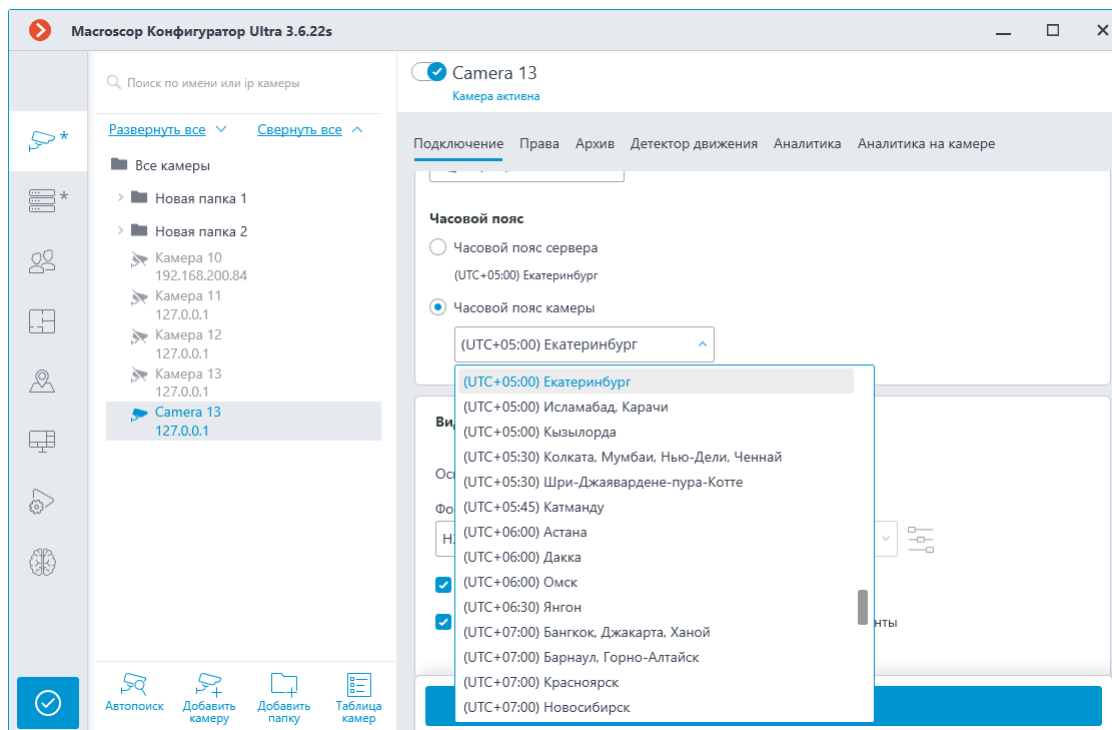 Macroscop Конфигуратор Ultra 3.6.22s
Поиск по имени или ip камеры
Развернуть все
Свернуть все
Все камеры
Новая папка 1
Новая папка 2
Камера 10
192.168.200.84
Камера 11
127.0.0.1
Камера 12
127.0.0.1
Камера 13
127.0.0.1
Camera 13
127.0.0.1
Автопоиск
Добавить камеру
Добавить папку
Таблица камер
Camera 13
Камера активна
Подключение Права Архив Детектор движения Аналитика Аналитика на камере
Часовой пояс
Часовой пояс сервера
(UTC+05:00) Екатеринбург
Часовой пояс камеры
(UTC+05:00) Екатеринбург
(UTC+05:00) Екатеринбург
(UTC+05:00) Исламабад, Карачи
(UTC+05:00) Кызылорда
(UTC+05:30) Колката, Мумбаи, Нью-Дели, Ченнай
(UTC+05:30) Шри-Джаявардене-пура-Котте
(UTC+05:45) Катманду
(UTC+06:00) Астана
(UTC+06:00) Дакка
(UTC+06:00) Омск
(UTC+06:30) Янгон
(UTC+07:00) Бангкок, Джакарта, Ханой
(UTC+07:00) Барнаул, Горно-Алтайск
(UTC+07:00) Красноярск
(UTC+07:00) Новосибирск